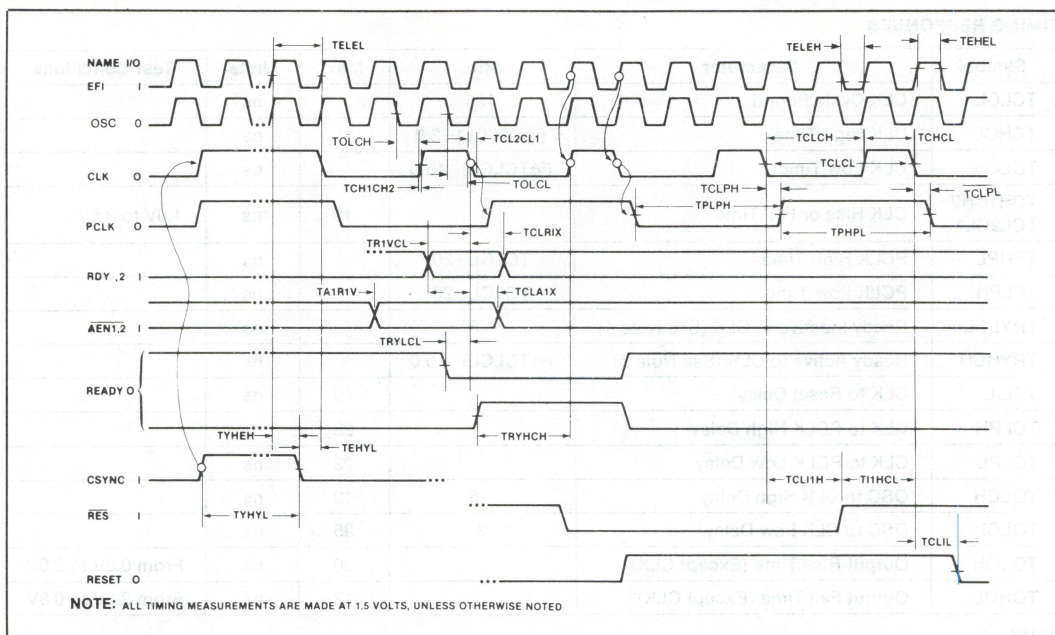 TELEL
TELEH
TEHEL
NAME I/O
EFI I
OSC O
TOLCH
TCL2CL1
TCLCH
TCHCL
CLK O
TCLCL
TCH1CH2
TOLCL
TCLPH
TPLPH
TCLPL
PCLK O
TCLRIX
TPHPL
TR1VCL
RDY ,2 I
TA1R1V
TCLA1X
AEN1,2 I
TRYLCL
READY O
TYHEH
TRYHCH
TEHYL
CSYNC I
TCLI1H
TI1HCL
TYHYL
RES I
TCLIL
RESET O
NOTE: ALL TIMING MEASUREMENTS ARE MADE AT 1.5 VOLTS, UNLESS OTHERWISE NOTED